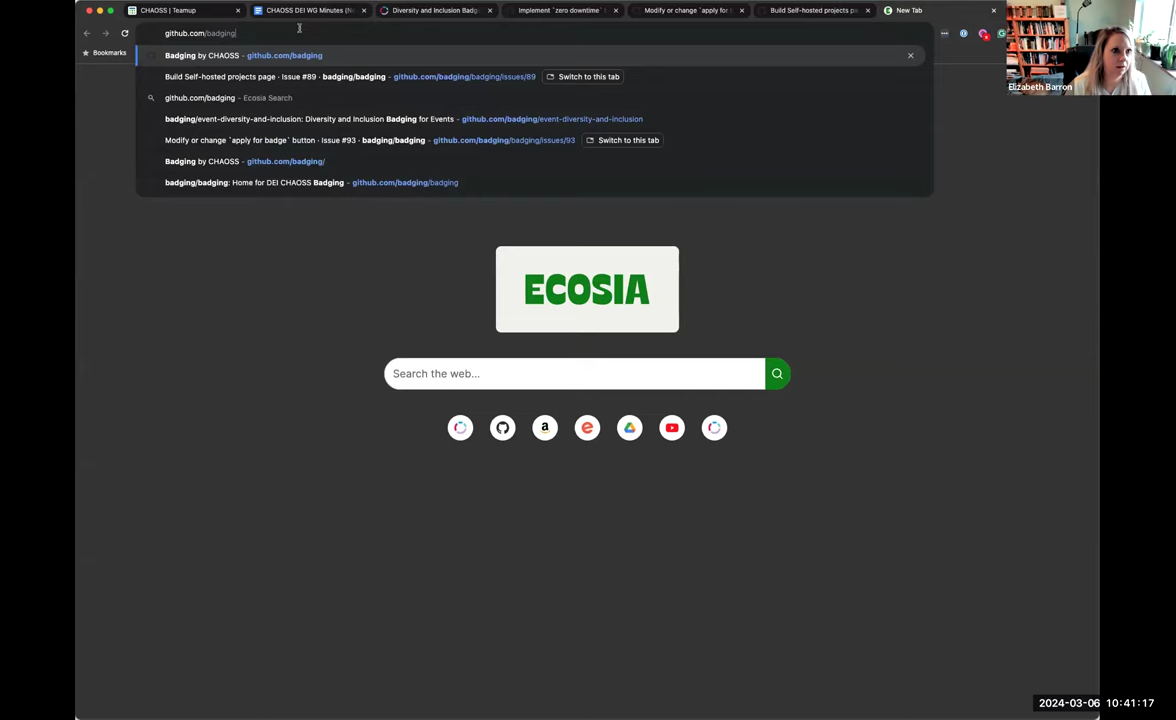 CHAOSS | Teamup
CHAOSS DEI WG Minutes (Ne
Diversity and Inclusion Badg
Implement `zero downtime`
Modify or change `apply for
Build Self-hosted projects pa
New Tab
github.com/badging
Bookmarks
Badging by CHAOSS - github.com/badging
Build Self-hosted projects page · Issue #89 · badging/badging - github.com/badging/badging/issues/89 Switch to this tab
github.com/badging - Ecosia Search
badging/event-diversity-and-inclusion: Diversity and Inclusion Badging for Events - github.com/badging/event-diversity-and-inclusion
Modify or change `apply for badge` button · Issue #93 · badging/badging - github.com/badging/badging/issues/93 Switch to this tab
Badging by CHAOSS - github.com/badging/
badging/badging: Home for DEI CHAOSS Badging - github.com/badging/badging
Elizabeth Barron
ECOSIA
Search the web...
2024-03-06 10:41:17